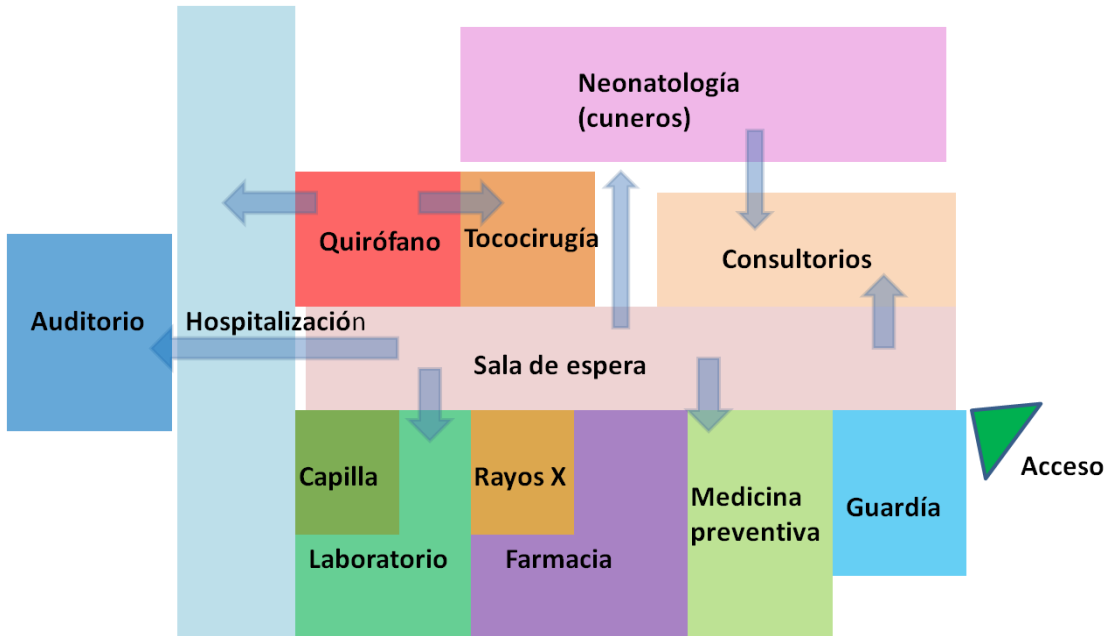 Neonatología
(cuneros)
Quirófano
Tococirugía
Consultorios
Auditorio
Hospitalización
Sala de espera
Capilla
Rayos X
Acceso
Medicina
preventiva
Guardía
Laboratorio
Farmacia